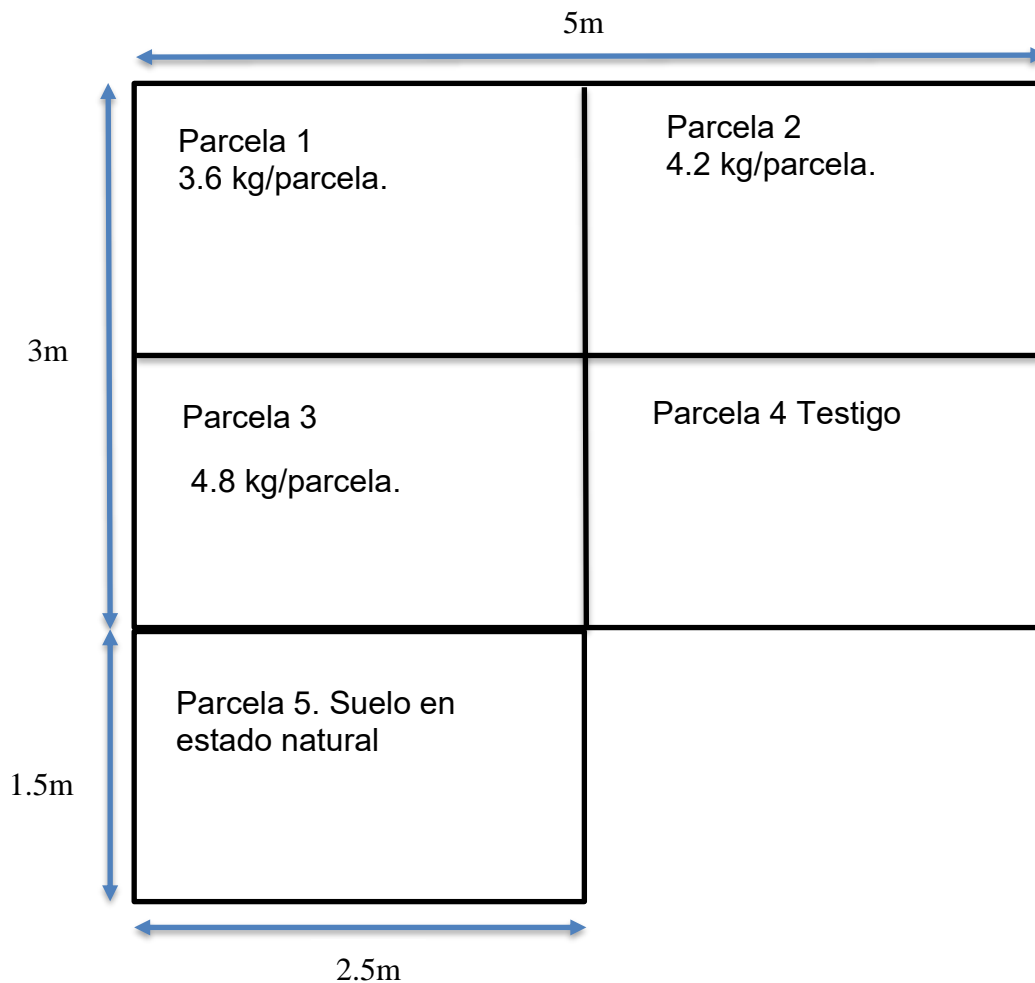 5m
Parcela 1
3.6 kg/parcela.
Parcela 2
4.2 kg/parcela.
3m
Parcela 3
4.8 kg/parcela.
Parcela 4 Testigo
Parcela 5. Suelo en
estado natural
1.5m
2.5m